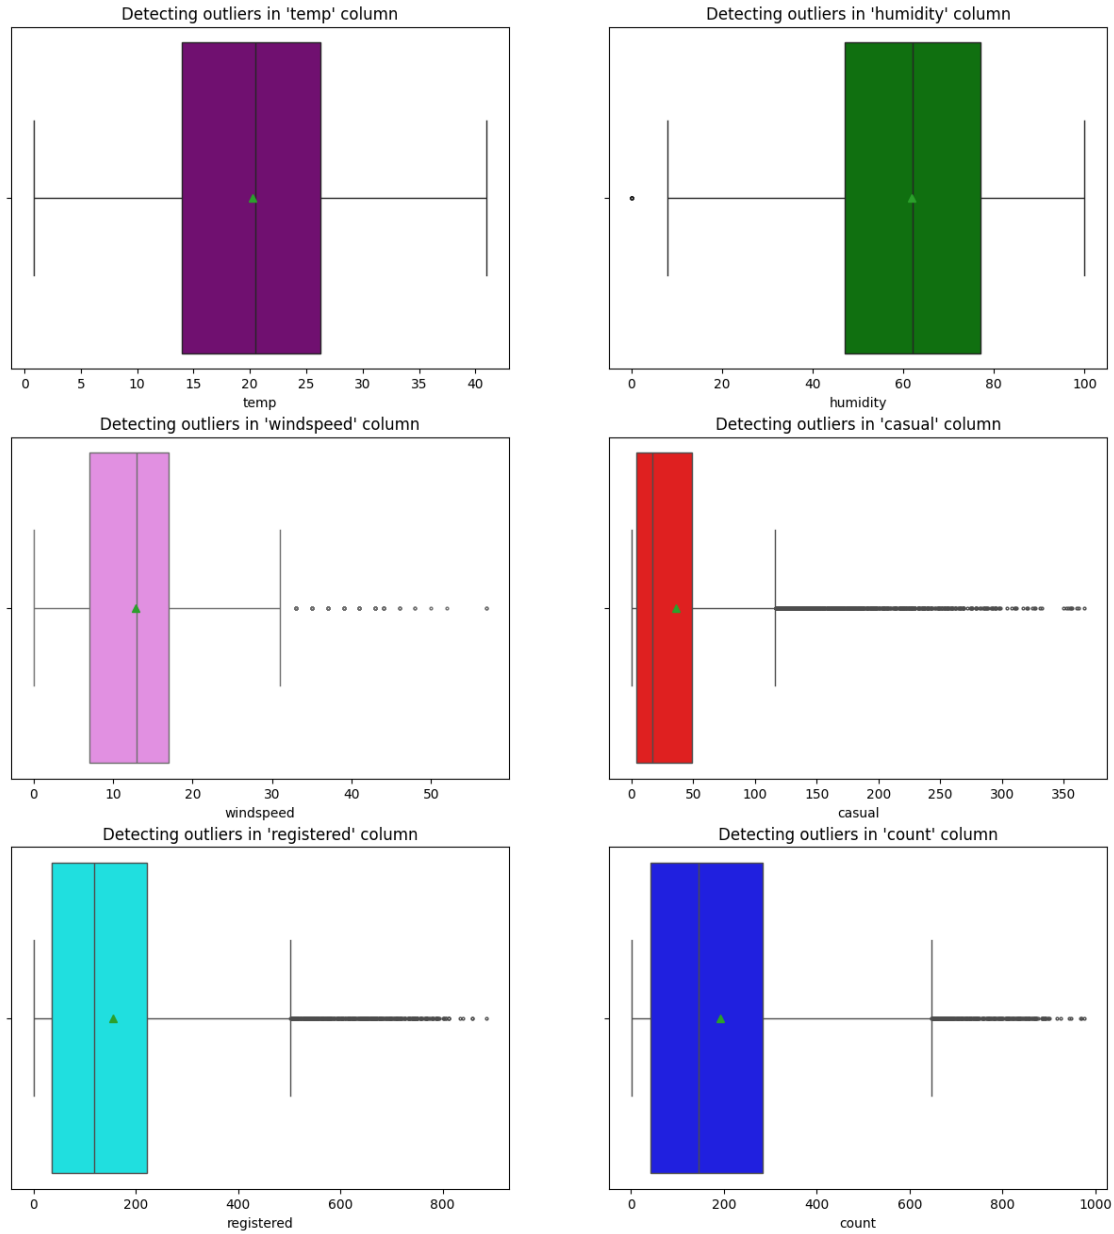 Detecting outliers in 'temp' column
0 5 10 15 20 25 30 35 40
temp
Detecting outliers in 'humidity' column
0 20 40 60 80 100
humidity
Detecting outliers in 'windspeed' column
0 10 20 30 40 50
windspeed
Detecting outliers in 'casual' column
0 50 100 150 200 250 300 350
casual
Detecting outliers in 'registered' column
0 200 400 600 800
registered
Detecting outliers in 'count' column
0 200 400 600 800 1000
count